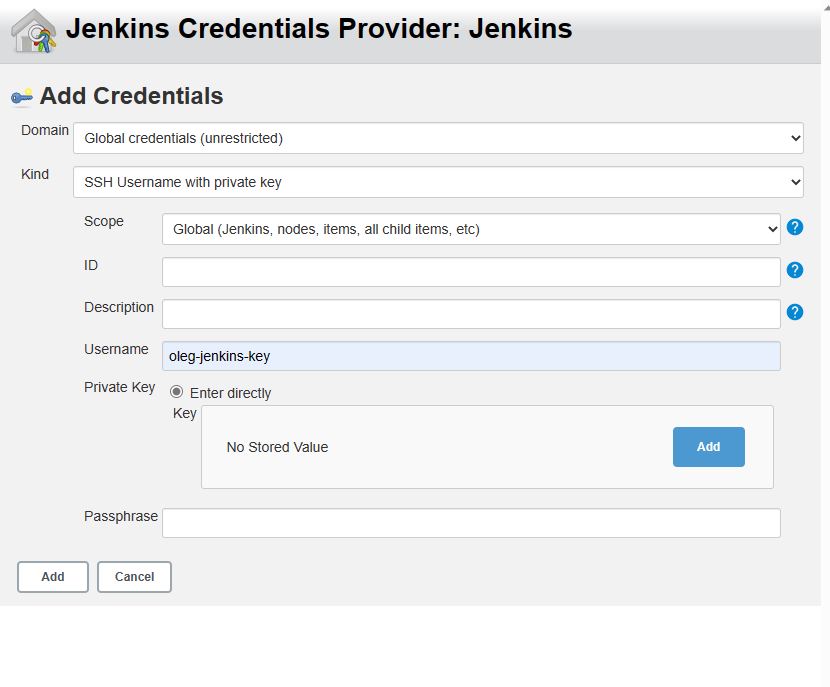 Jenkins Credentials Provider: Jenkins
Add Credentials
Domain
Global credentials (unrestricted)
Kind
SSH Username with private key
Scope
Global (Jenkins, nodes, items, all child items, etc)
?
ID
?
Description
?
Username
oleg-jenkins-key
Private Key
Enter directly
Key
No Stored Value
Add
Passphrase
Add
Cancel